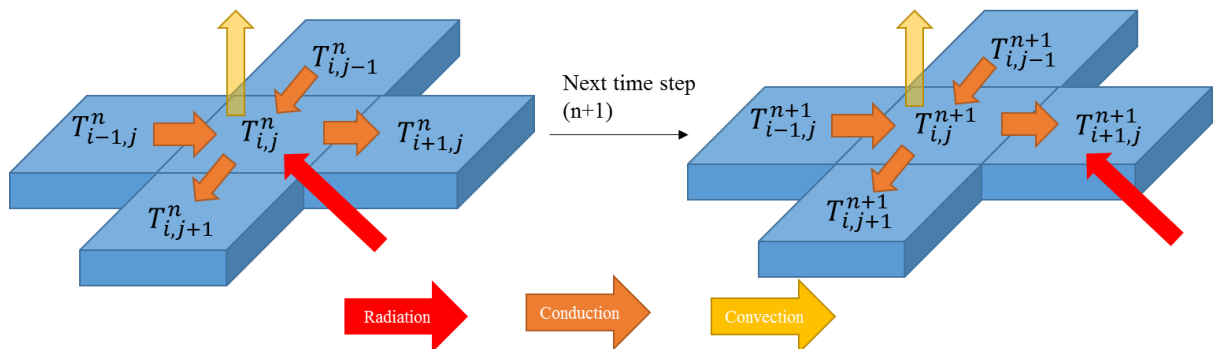 T^n_{i,j-1}
T^n_{i-1,j}
T^n_{i,j}
T^n_{i+1,j}
T^n_{i,j+1}
Next time step
(n+1)
T^{n+1}_{i,j-1}
T^{n+1}_{i-1,j}
T^{n+1}_{i,j}
T^{n+1}_{i+1,j}
T^{n+1}_{i,j+1}
Radiation
Conduction
Convection